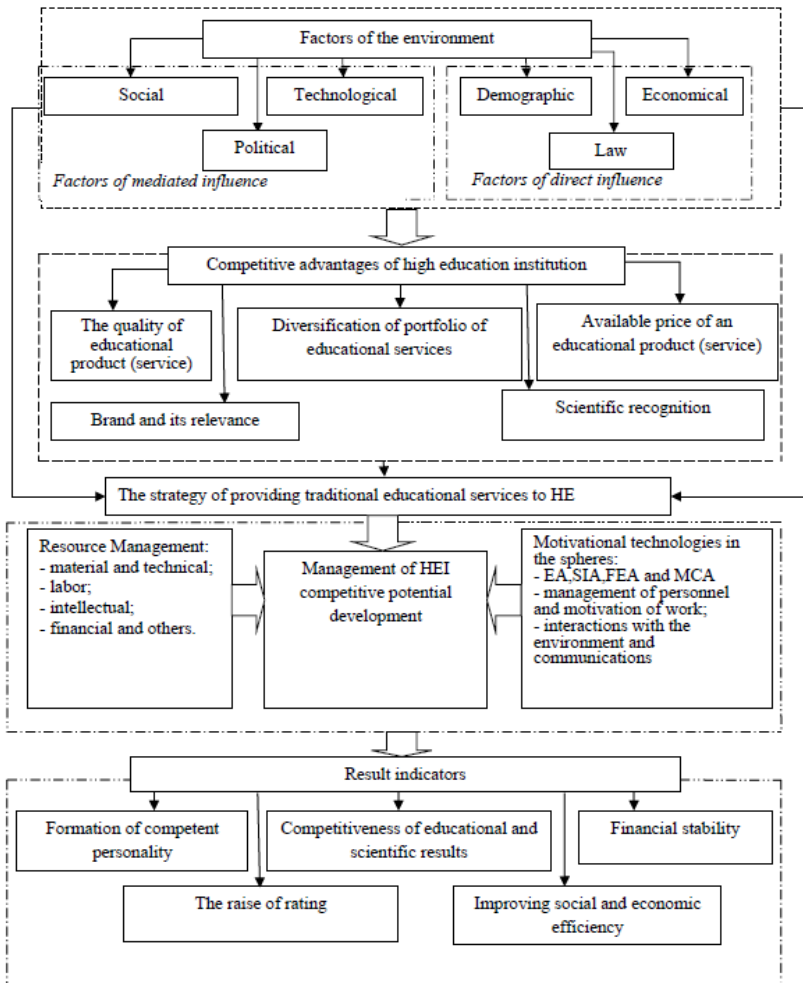 Factors of the environment
Social
Technological
Demographic
Economical
Political
Law
Factors of mediated influence
Factors of direct influence
Competitive advantages of high education institution
The quality of
educational
product (service)
Diversification of portfolio of
educational services
Available price of an
educational product (service)
Brand and its relevance
Scientific recognition
The strategy of providing traditional educational services to HE
Resource Management:
- material and technical;
- labor;
- intellectual;
- financial and others.
Management of HEI
competitive potential
development
Motivational technologies in
the spheres:
- EA,SIA,FEA and MCA
- management of personnel
and motivation of work;
- interactions with the
environment and
communications
Result indicators
Formation of competent
personality
Competitiveness of educational and
scientific results
Financial stability
The raise of rating
Improving social and economic
efficiency